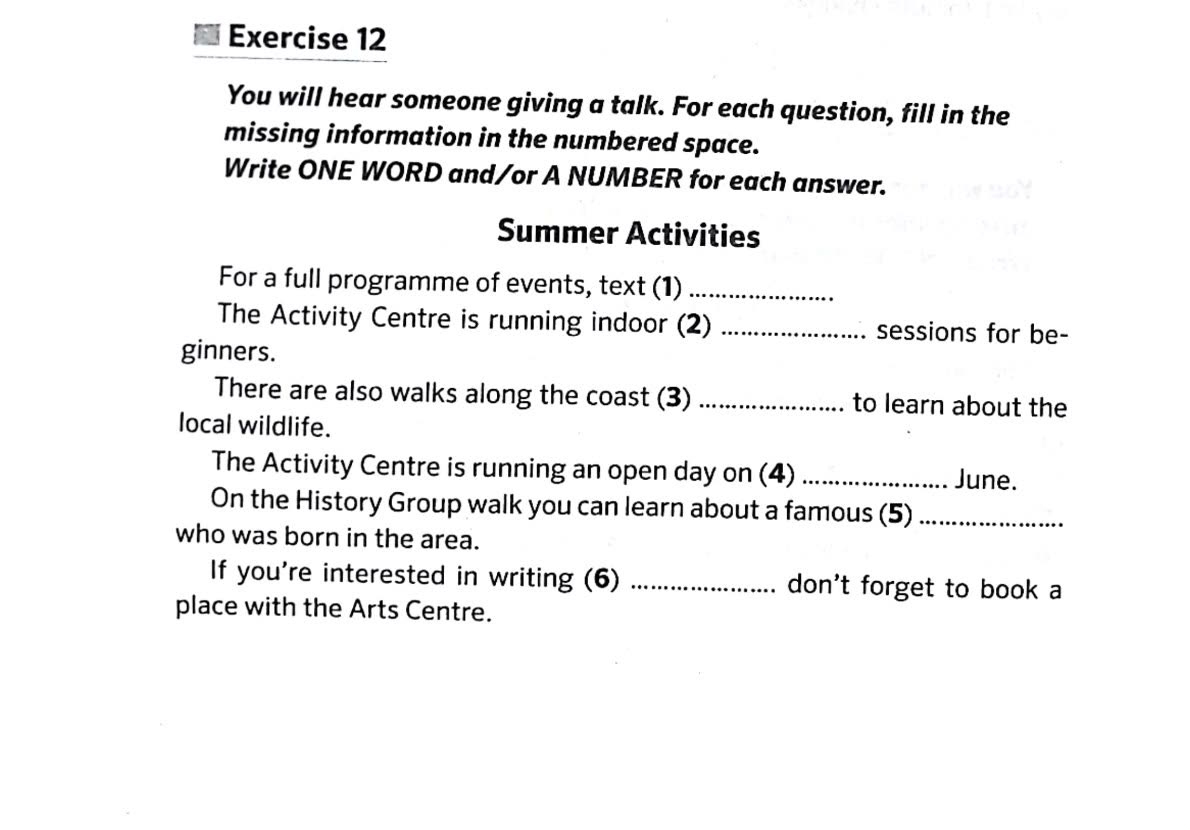 Exercise 12
You will hear someone giving a talk. For each question, fill in the
missing information in the numbered space.
Write ONE WORD and/or A NUMBER for each answer.
Summer Activities
For a full programme of events, text (1) ......................
The Activity Centre is running indoor (2) ...................... sessions for be-
ginners.
There are also walks along the coast (3) ...................... to learn about the
local wildlife.
The Activity Centre is running an open day on (4) ...................... June.
On the History Group walk you can learn about a famous (5) ......................
who was born in the area.
If you're interested in writing (6) ...................... don't forget to book a
place with the Arts Centre.